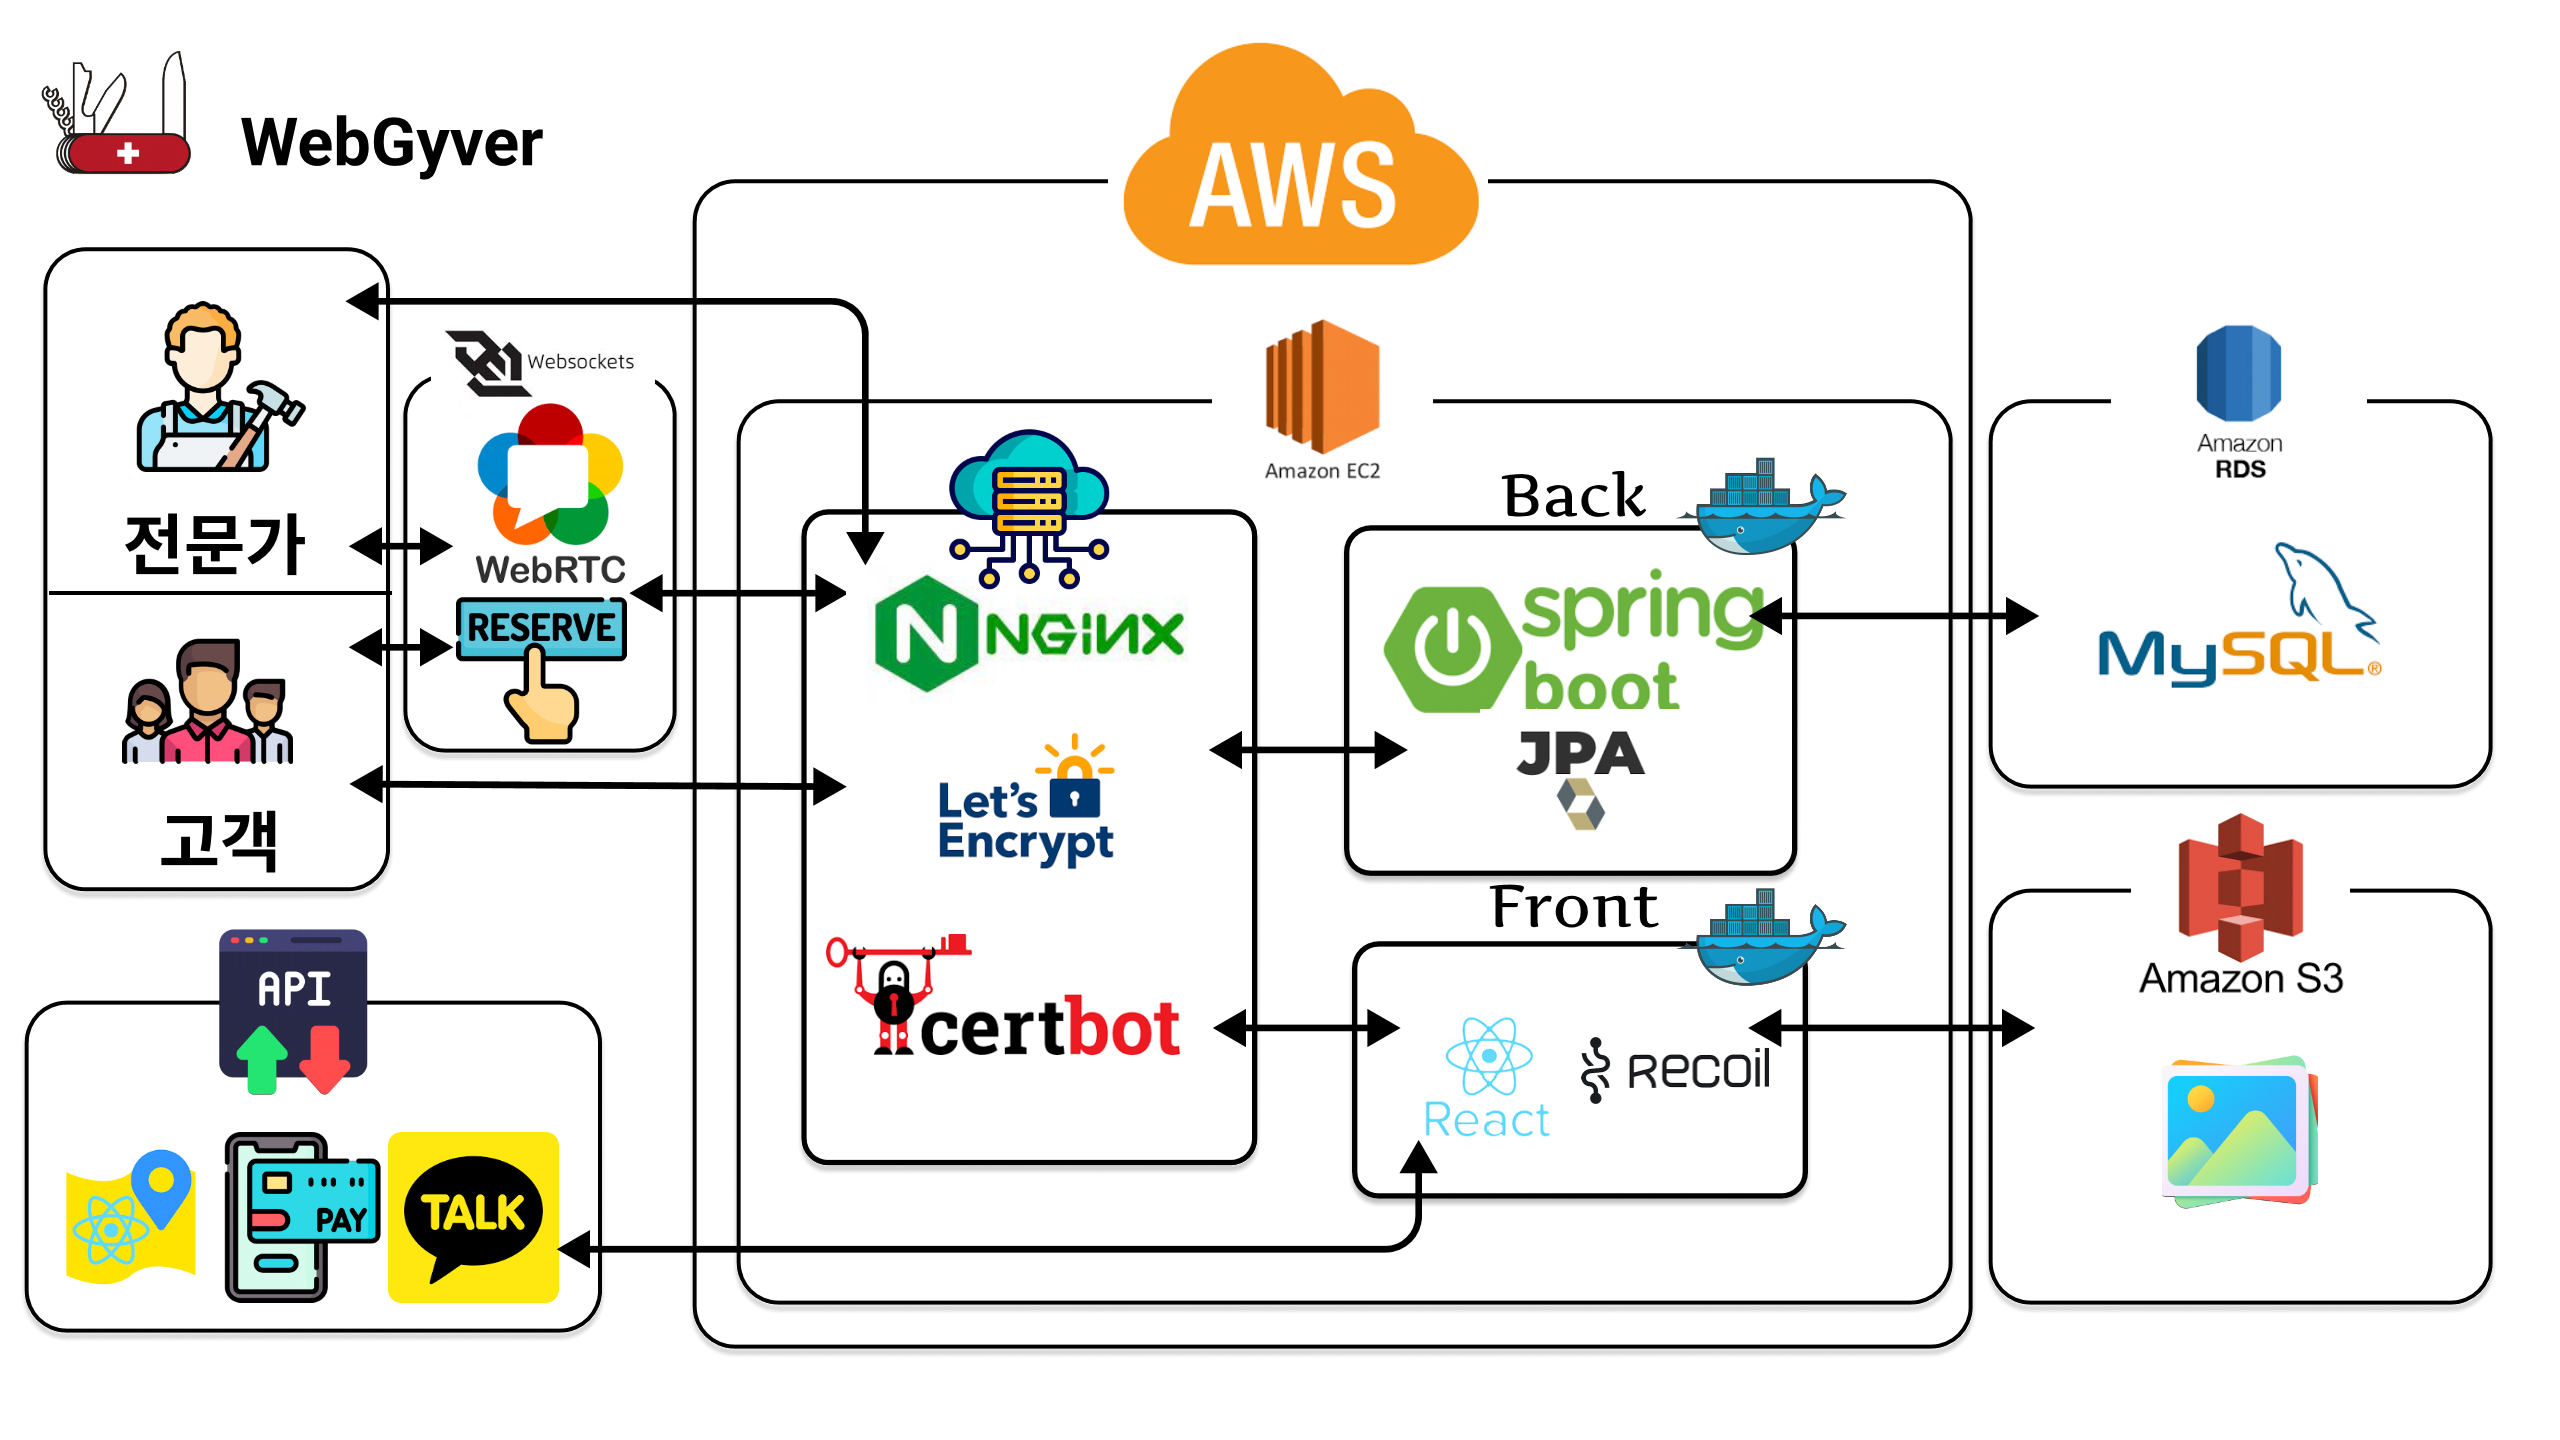 WebGyver
AWS
전문가
고객
Websockets
WebRTC
RESERVE
Amazon EC2
NGINX
Let's
Encrypt
certbot
Back
spring
boot
JPA
Front
React
RECOIL
Amazon
RDS
MySQL®
Amazon S3
API
PAY
TALK